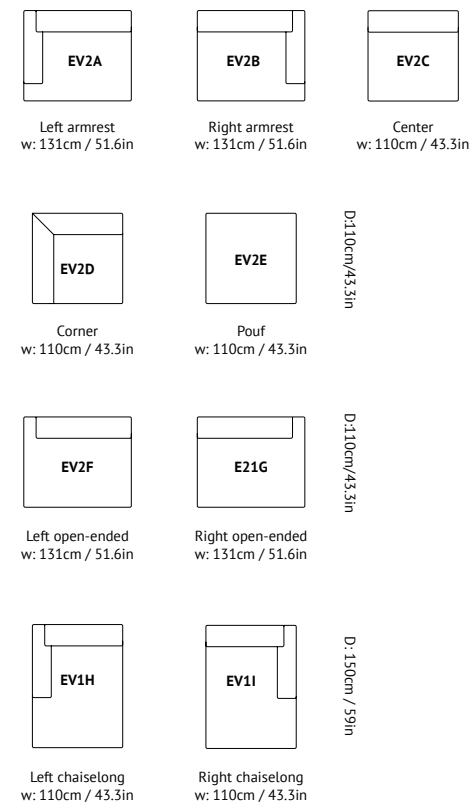 EV2A
EV2B
EV2C
Left armrest
w: 131cm / 51.6in
Right armrest
w: 131cm / 51.6in
Center
w: 110cm / 43.3in
EV2D
EV2E
D:110cm/43.3in
Corner
w: 110cm / 43.3in
Pouf
w: 110cm / 43.3in
EV2F
E21G
D:110cm/43.3in
Left open-ended
w: 131cm / 51.6in
Right open-ended
w: 131cm / 51.6in
EV1H
EV1I
D: 150cm / 59in
Left chaiselong
w: 110cm / 43.3in
Right chaiselong
w: 110cm / 43.3in